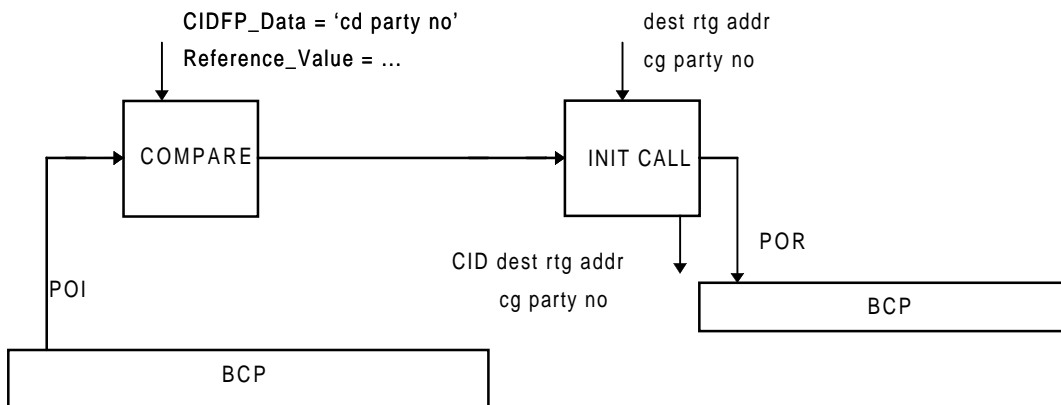 CIDFP_Data = ‘cd party no’
Reference_Value = ...
dest rtg addr
cg party no
COMPARE
INIT CALL
POR
CID dest rtg addr
cg party no
POI
BCP
BCP